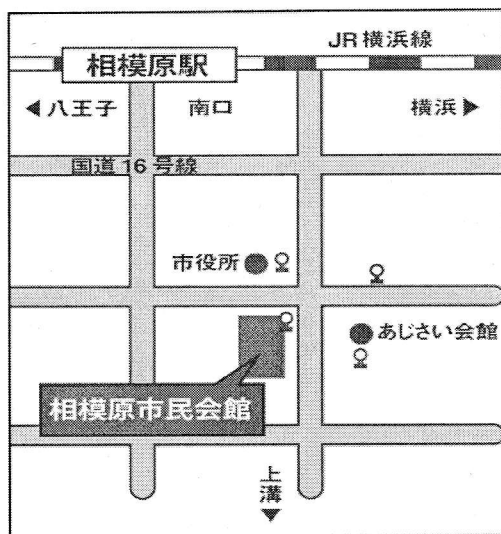 JR横浜線
相模原駅
◀八王子
南口
横浜▶
国道16号線
市役所
あじさい会館
相模原市民会館
上溝
▼